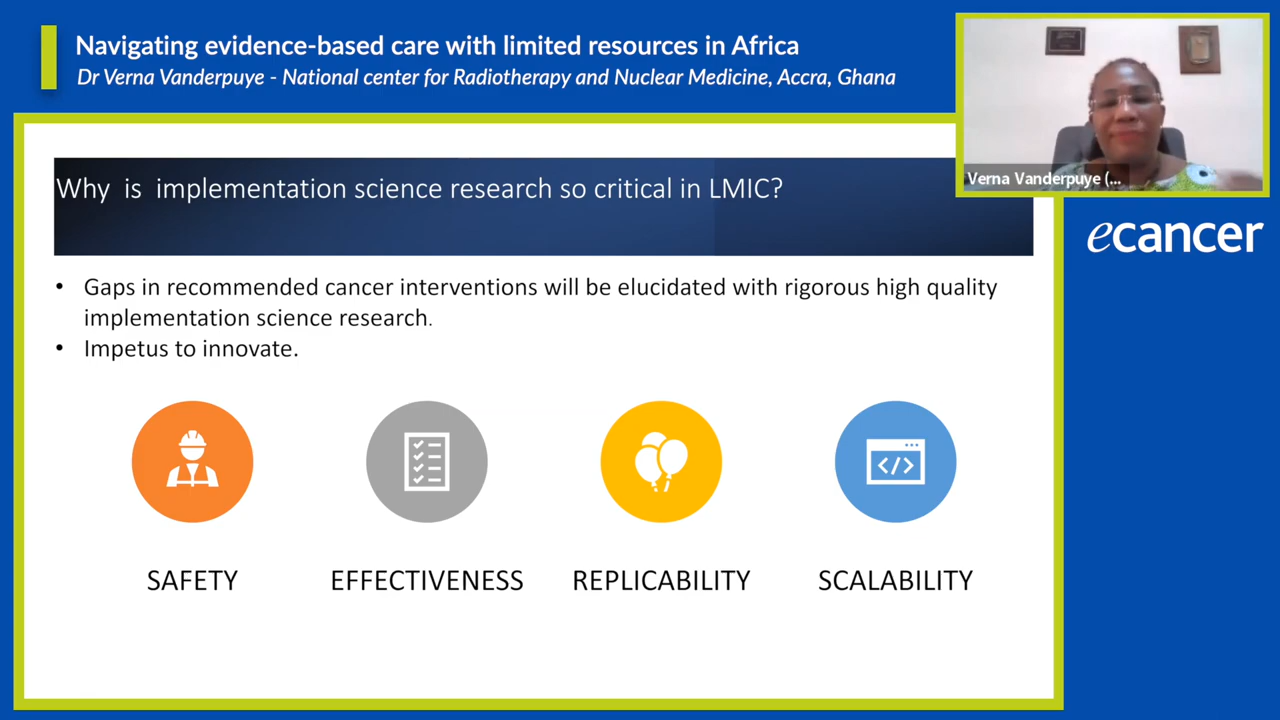 Navigating evidence-based care with limited resources in Africa
Dr Verna Vanderpuye - National center for Radiotherapy and Nuclear Medicine, Accra, Ghana
Verna Vanderpuye (...
ecancer
Why is implementation science research so critical in LMIC?
• Gaps in recommended cancer interventions will be elucidated with rigorous high quality
implementation science research.
• Impetus to innovate.
</>
SAFETY EFFECTIVENESS REPLICABILITY SCALABILITY